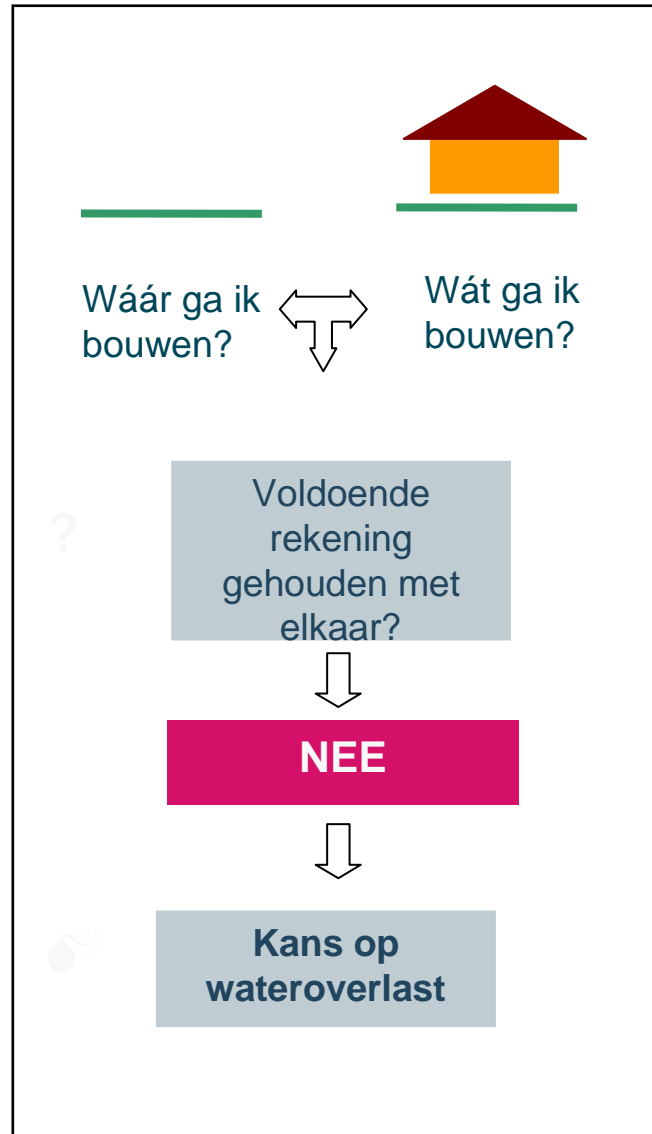 Wáár ga ik
bouwen?
Wát ga ik
bouwen?
Voldoende
rekening
gehouden met
elkaar?
?
NEE
Kans op
wateroverlast